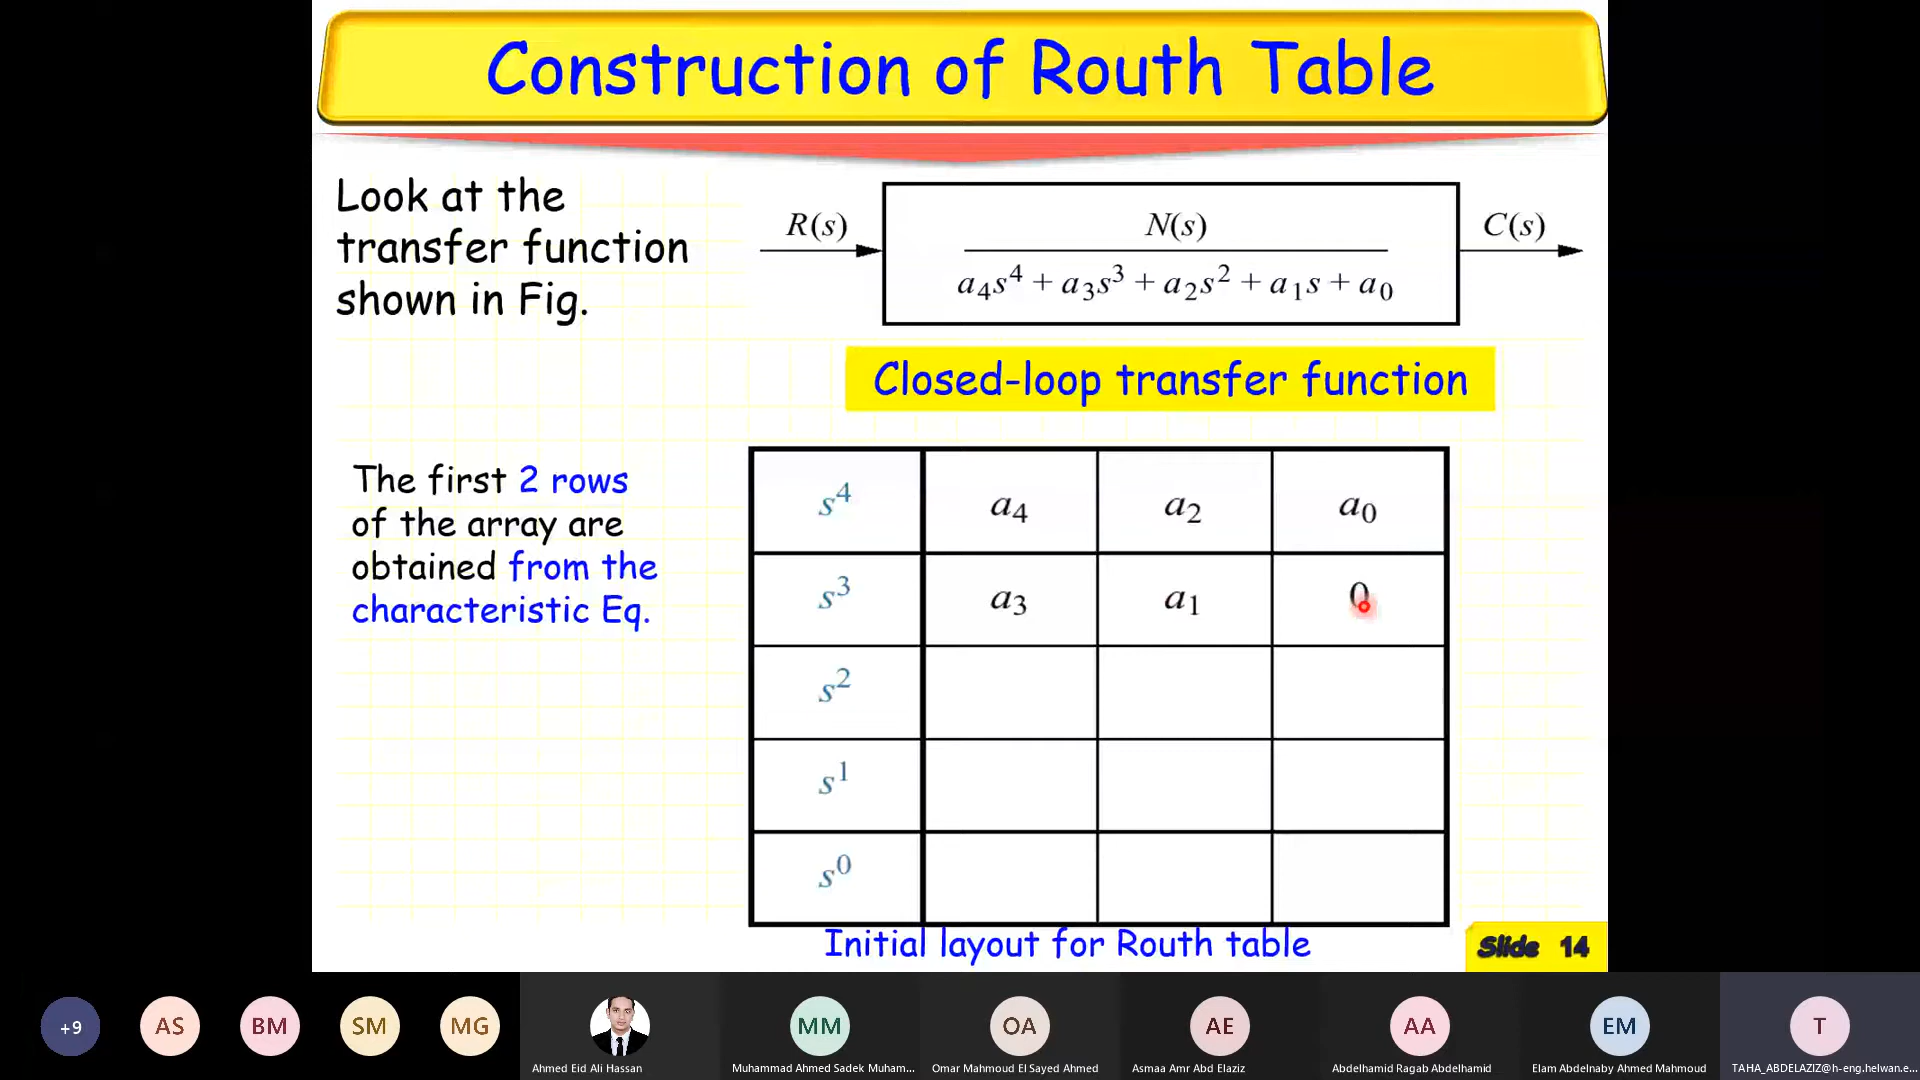 Construction of Routh Table
Look at the
transfer function
shown in Fig.
R(s)
N(s)
a₄s⁴ + a₃s³ + a₂s² + a₁s + a₀
C(s)
Closed-loop transfer function
The first 2 rows
of the array are
obtained from the
characteristic Eq.
s⁴ a₄ a₂ a₀
s³ a₃ a₁ 0
s²
s¹
s⁰
Initial layout for Routh table
Slide 14
+9 AS BM SM MG MM OA AE AA EM T
Ahmed Eid Ali Hassan Muhammad Ahmed Sadek Muham... Omar Mahmoud El Sayed Ahmed Asmaa Amr Abd Elaziz Abdelhamid Ragab Abdelhamid Elam Abdelnaby Ahmed Mahmoud TAHA_ABDELAZIZ@h-eng.helwan.e...